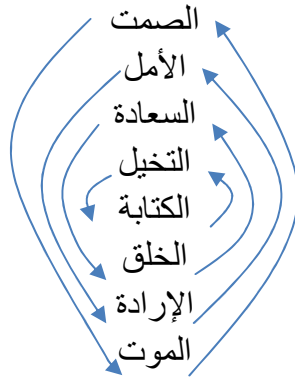 الصمت
الأمل
السعادة
التخيل
الكتابة
الخلق
الإرادة
الموت